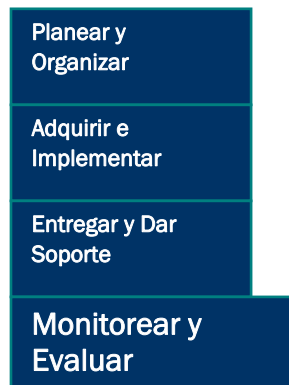 Planear y
Organizar
Adquirir e
Implementar
Entregar y Dar
Soporte
Monitorear y
Evaluar